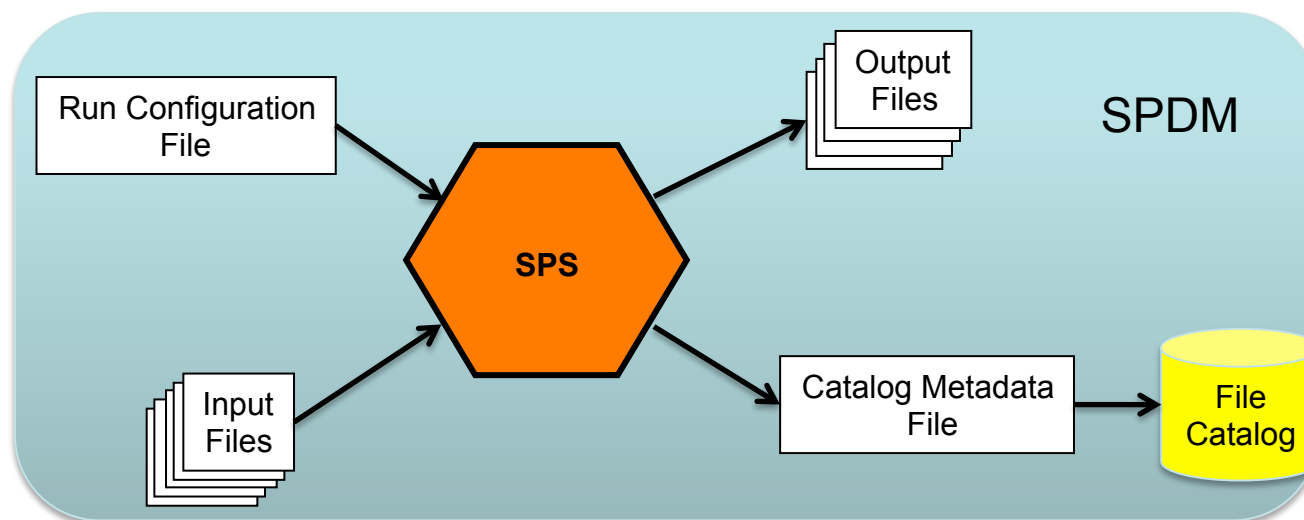 Run Configuration
File
Output
Files
SPDM
SPS
Input
Files
Catalog Metadata
File
File
Catalog